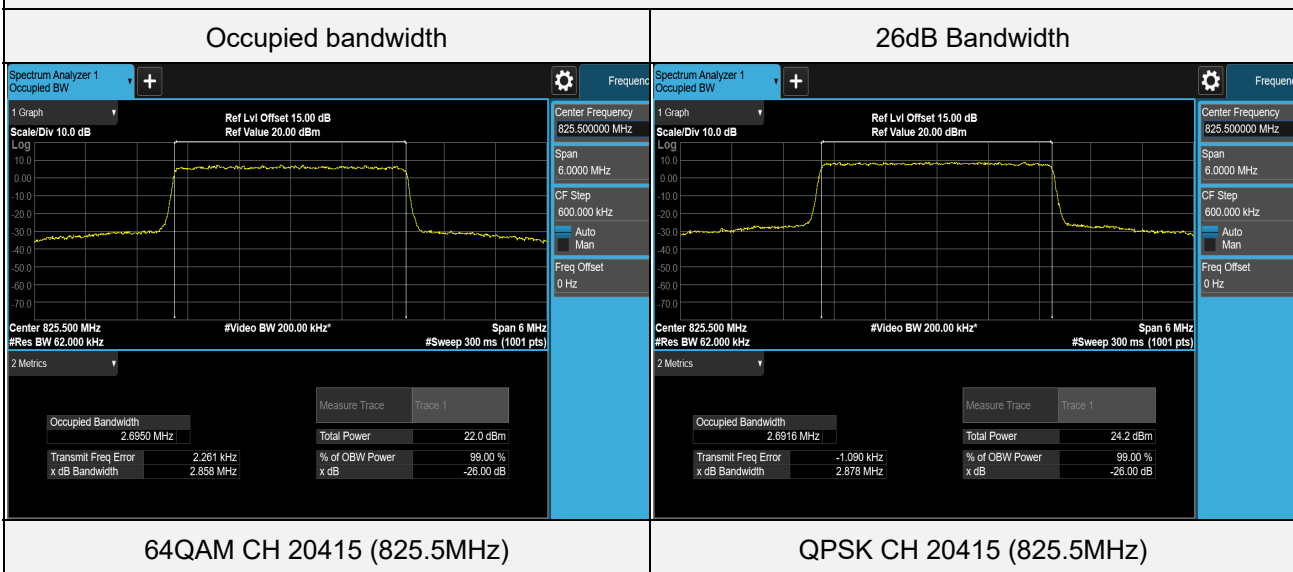 Occupied bandwidth
26dB Bandwidth
Spectrum Analyzer 1
Occupied BW
+
Frequenc
1 Graph
Ref Lvl Offset 15.00 dB
Scale/Div 10.0 dB
Ref Value 20.00 dBm
Log
10.0
0.00
-10.0
-20.0
-30.0
-40.0
-50.0
-60.0
-70.0
Center 825.500 MHz
#Video BW 200.00 kHz*
Span 6 MHz
#Res BW 62.000 kHz
#Sweep 300 ms (1001 pts)
Center Frequency
825.500000 MHz
Span
6.0000 MHz
CF Step
600.000 kHz
Auto
Man
Freq Offset
0 Hz
2 Metrics
Measure Trace Trace 1
Occupied Bandwidth
2.6950 MHz
Total Power 22.0 dBm
Transmit Freq Error 2.261 kHz
% of OBW Power 99.00 %
x dB Bandwidth 2.858 MHz
x dB -26.00 dB
Spectrum Analyzer 1
Occupied BW
+
Frequenc
1 Graph
Ref Lvl Offset 15.00 dB
Scale/Div 10.0 dB
Ref Value 20.00 dBm
Log
10.0
0.00
-10.0
-20.0
-30.0
-40.0
-50.0
-60.0
-70.0
Center 825.500 MHz
#Video BW 200.00 kHz*
Span 6 MHz
#Res BW 62.000 kHz
#Sweep 300 ms (1001 pts)
Center Frequency
825.500000 MHz
Span
6.0000 MHz
CF Step
600.000 kHz
Auto
Man
Freq Offset
0 Hz
2 Metrics
Measure Trace Trace 1
Occupied Bandwidth
2.6916 MHz
Total Power 24.2 dBm
Transmit Freq Error -1.090 kHz
% of OBW Power 99.00 %
x dB Bandwidth 2.878 MHz
x dB -26.00 dB
64QAM CH 20415 (825.5MHz)
QPSK CH 20415 (825.5MHz)